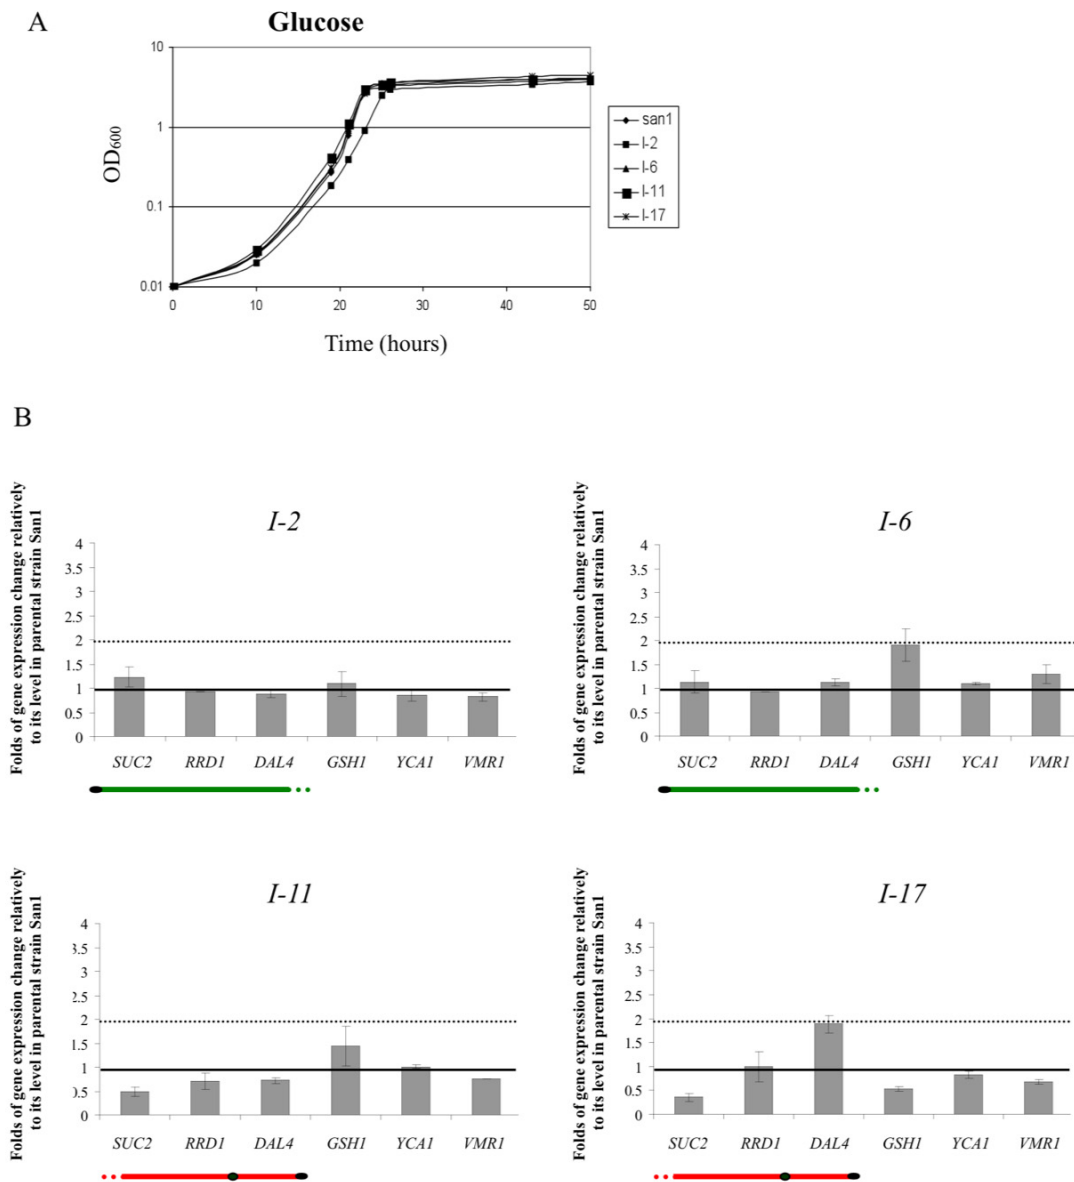 A
Glucose
10
1
0.1
0.01
OD600
0 10 20 30 40 50
Time (hours)
san1
I-2
I-6
I-11
I-17
B
I-2
Folds of gene expression change relatively
to its level in parental strain San1
4
3.5
3
2.5
2
1.5
1
0.5
0
SUC2 RRD1 DAL4 GSH1 YCA1 VMR1
I-6
Folds of gene expression change relatively
to its level in parental strain San1
4
3.5
3
2.5
2
1.5
1
0.5
0
SUC2 RRD1 DAL4 GSH1 YCA1 VMR1
I-11
Folds of gene expression change relatively
to its level in parental strain San1
4
3.5
3
2.5
2
1.5
1
0.5
0
SUC2 RRD1 DAL4 GSH1 YCA1 VMR1
I-17
Folds of gene expression change relatively
to its level in parental strain San1
4
3.5
3
2.5
2
1.5
1
0.5
0
SUC2 RRD1 DAL4 GSH1 YCA1 VMR1